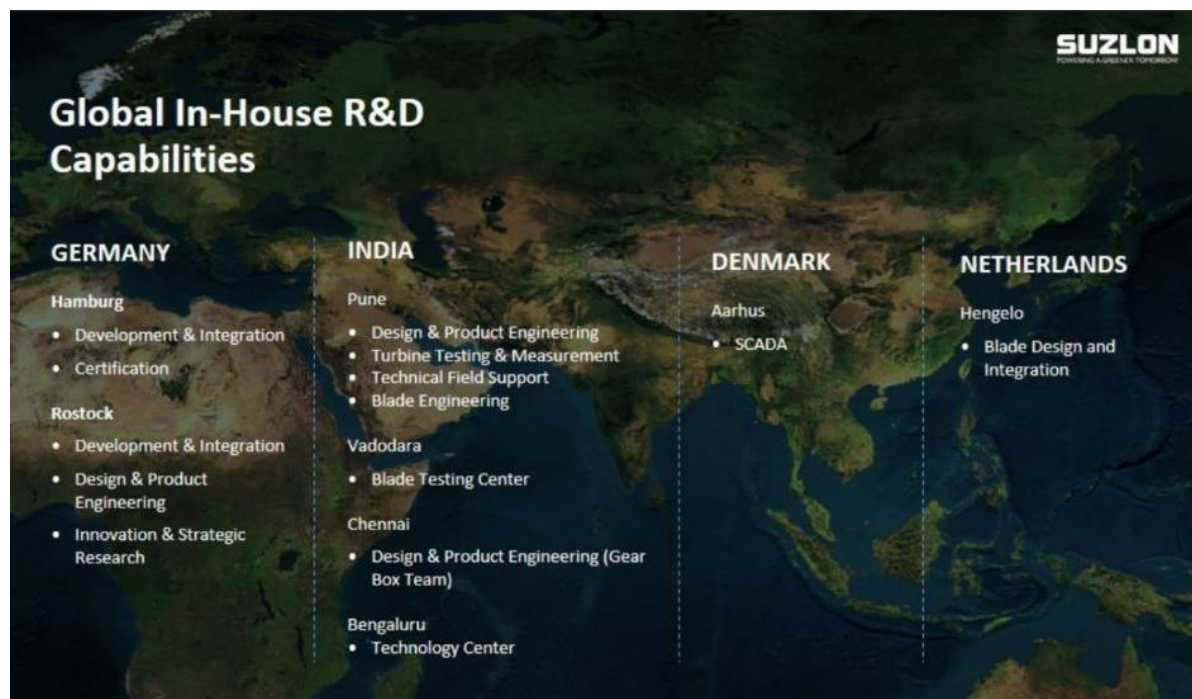 SUZLON
POWERING A GREENER TOMORROW
Global In-House R&D
Capabilities
GERMANY
Hamburg
• Development & Integration
• Certification
Rostock
• Development & Integration
• Design & Product
Engineering
• Innovation & Strategic
Research
INDIA
Pune
• Design & Product Engineering
• Turbine Testing & Measurement
• Technical Field Support
• Blade Engineering
Vadodara
• Blade Testing Center
Chennai
• Design & Product Engineering (Gear
Box Team)
Bengaluru
• Technology Center
DENMARK
Aarhus
• SCADA
NETHERLANDS
Hengelo
• Blade Design and
Integration